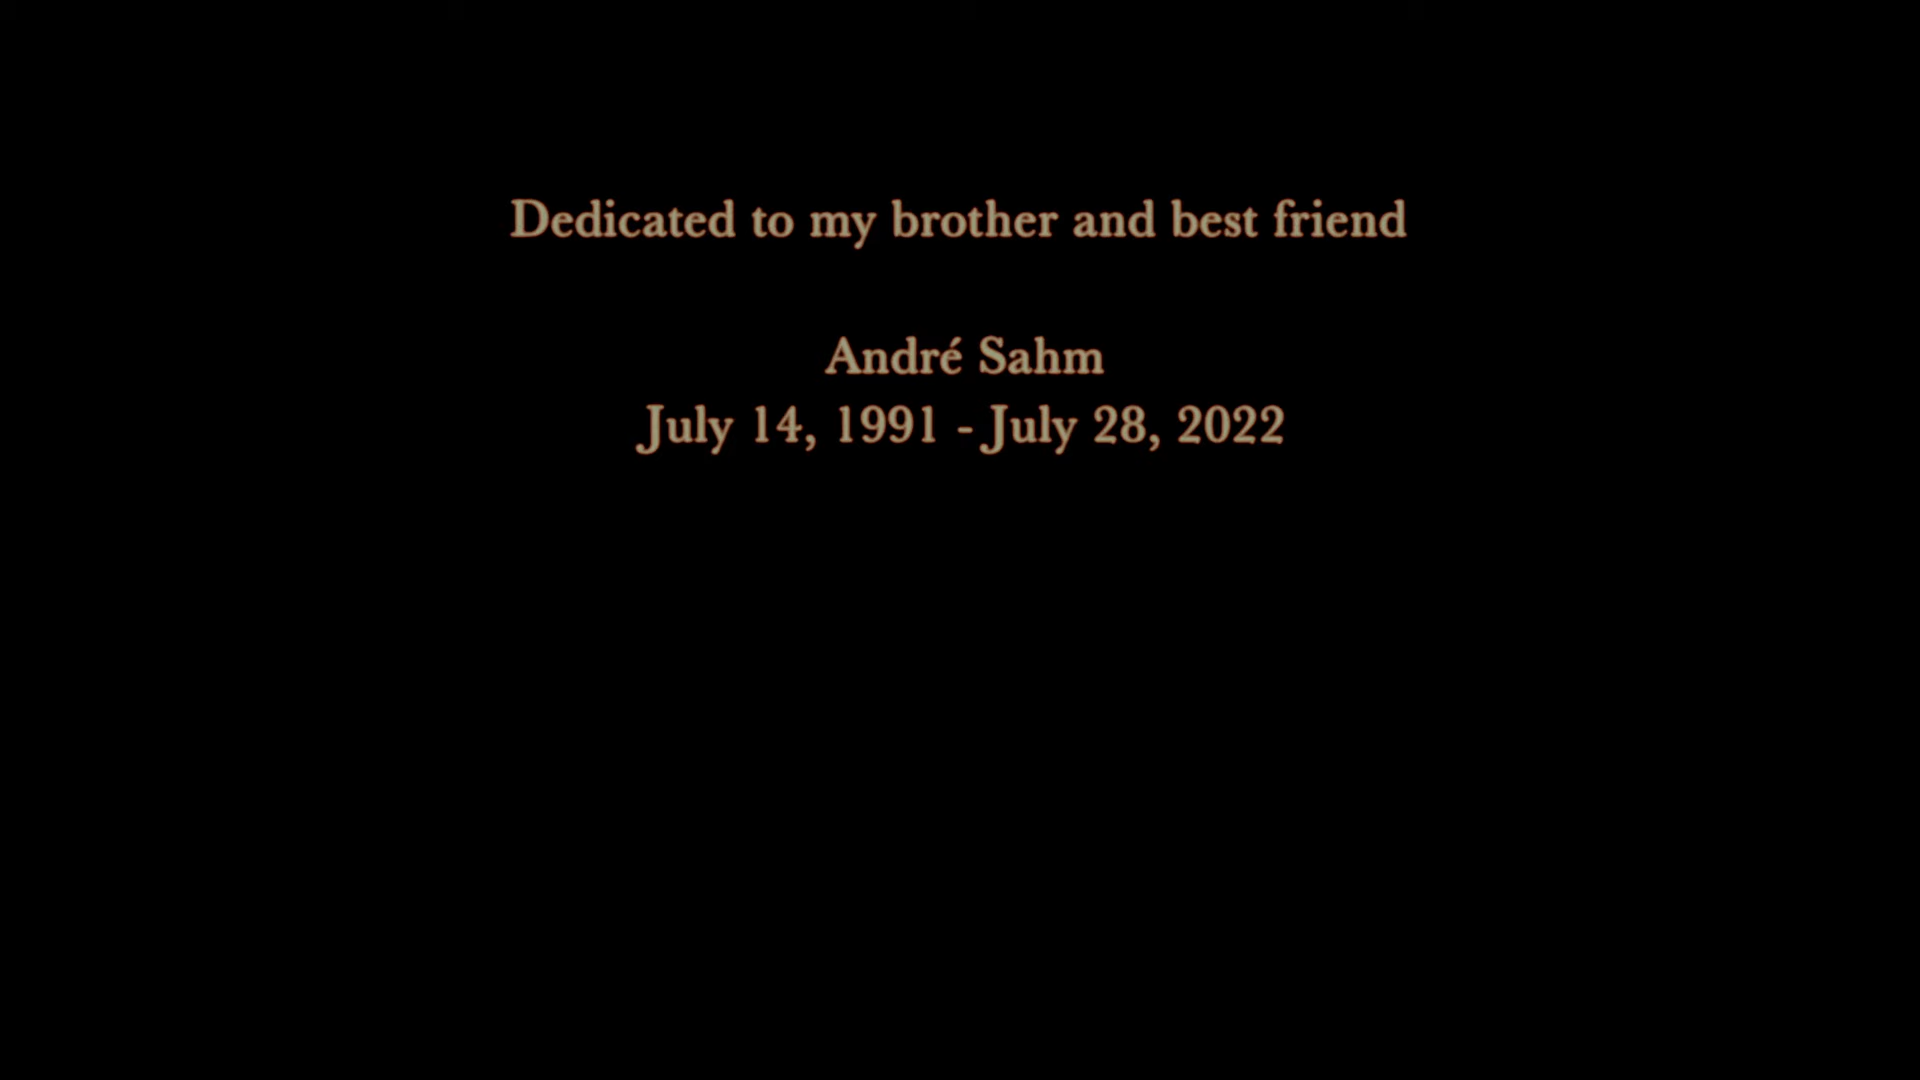 Dedicated to my brother and best friend
André Sahm
July 14, 1991 - July 28, 2022